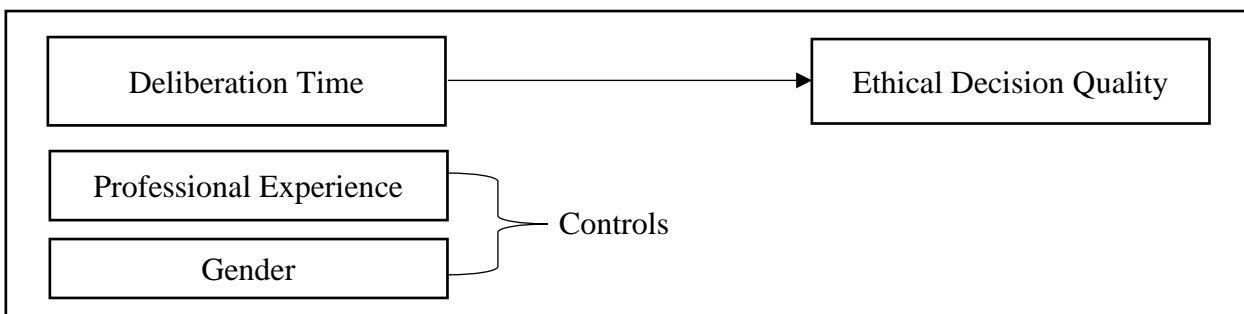 Deliberation Time
Ethical Decision Quality
Professional Experience
Controls
Gender